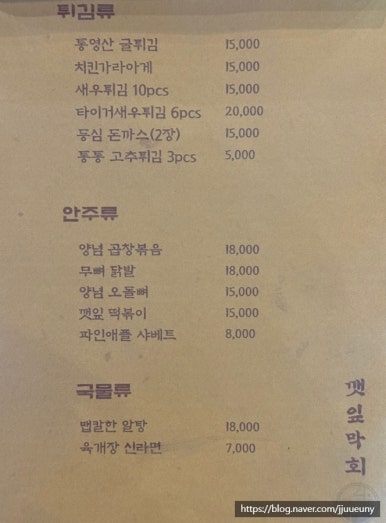 튀김류
통영산 굴튀김 15,000
치킨가라아게 15,000
새우튀김 10pcs 15,000
타이거새우튀김 6pcs 20,000
등심 돈까스(2장) 15,000
통통 고추튀김 3pcs 5,000
안주류
양념 곱창볶음 18,000
무뼈 닭발 18,000
양념 오돌뼈 15,000
깻잎 떡볶이 15,000
파인애플 샤베트 8,000
국물류
맵칼한 알탕 18,000
육개장 신라면 7,000
깻잎막회
https://blog.naver.com/jjuueuny